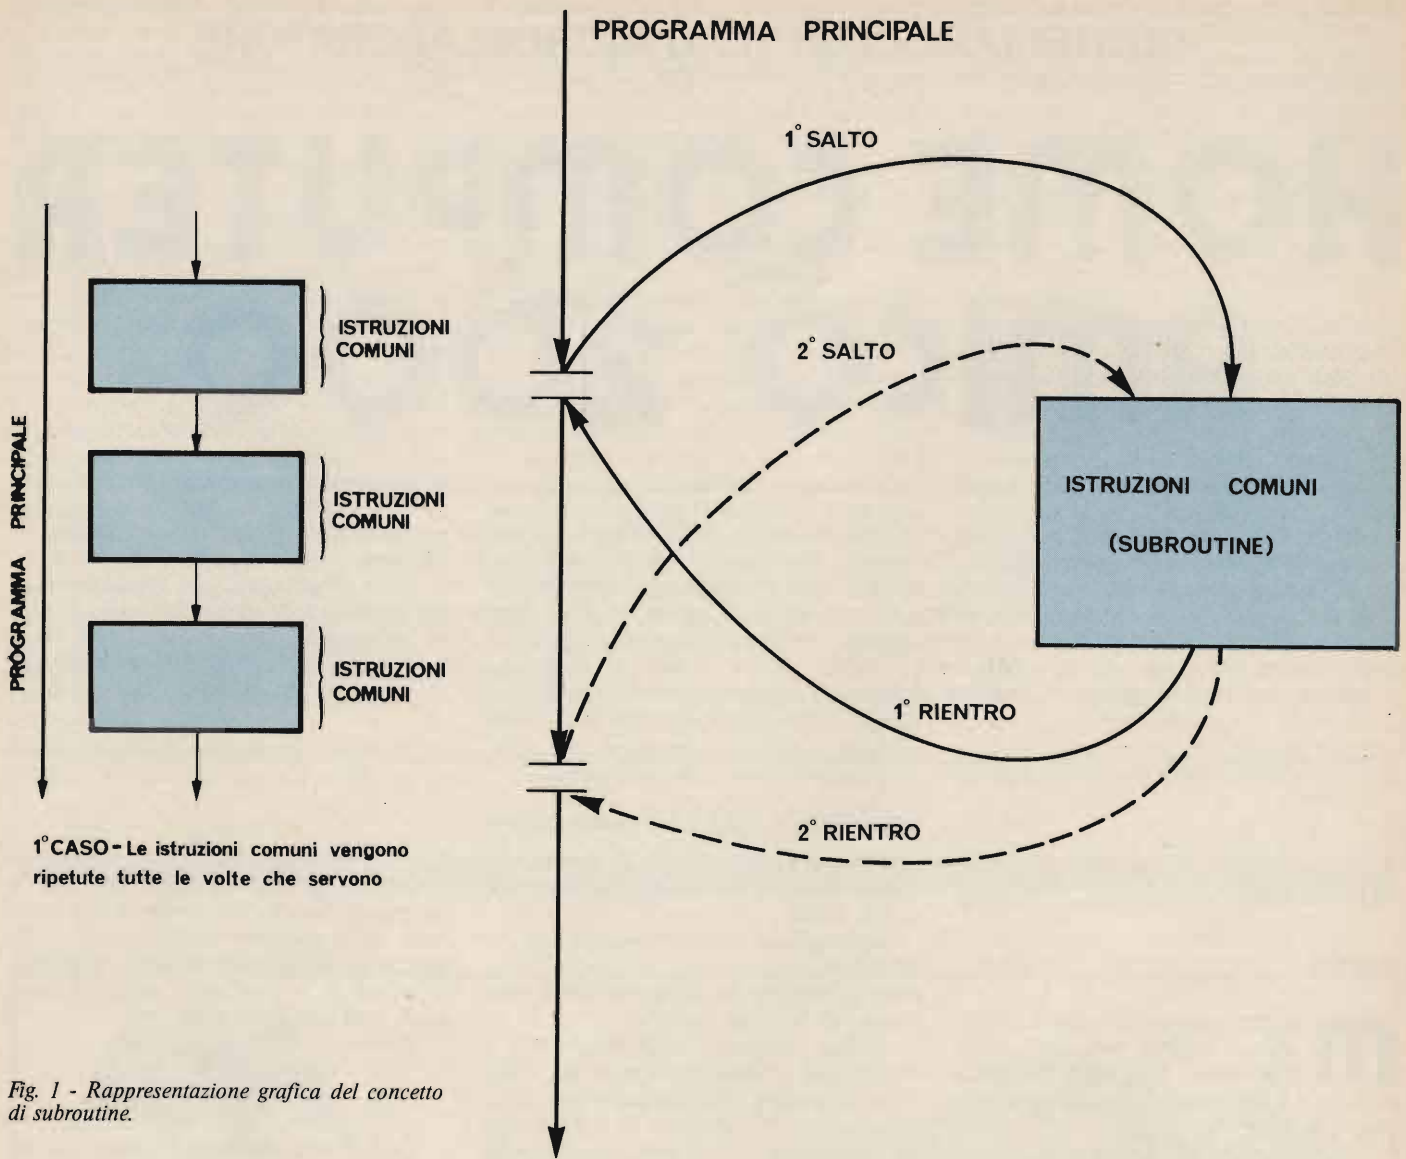 PROGRAMMA PRINCIPALE
1° SALTO
2° SALTO
ISTRUZIONI
COMUNI
ISTRUZIONI
COMUNI
ISTRUZIONI
COMUNI
PROGRAMMA PRINCIPALE
ISTRUZIONI COMUNI
(SUBROUTINE)
1° RIENTRO
2° RIENTRO
1° CASO - Le istruzioni comuni vengono
ripetute tutte le volte che servono
Fig. 1 - Rappresentazione grafica del concetto
di subroutine.